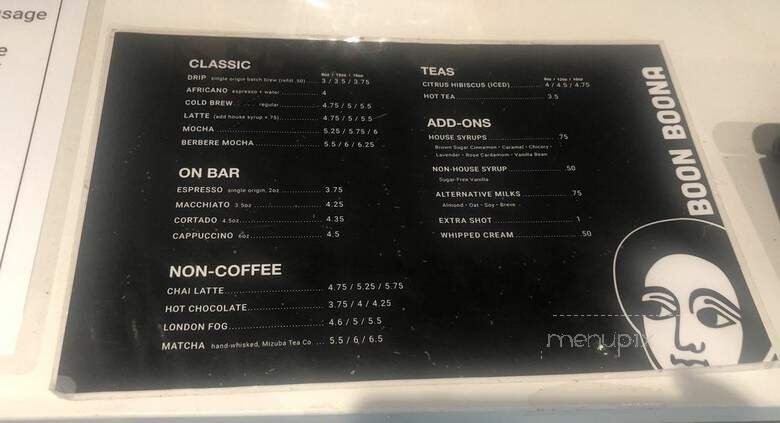 usage
CLASSIC
8oz / 12oz / 16oz
DRIP single origin batch brew (refill .50) 3 / 3.5 / 3.75
AFRICANO espresso + water 4
COLD BREW regular 4.75 / 5 / 5.5
LATTE (add house syrup + 75) 4.75 / 5 / 5.5
MOCHA 5.25 / 5.75 / 6
BERBERE MOCHA 5.5 / 6 / 6.25
ON BAR
ESPRESSO single origin, 2oz 3.75
MACCHIATO 3.5oz 4.25
CORTADO 4.5oz 4.35
CAPPUCCINO 6oz 4.5
NON-COFFEE
CHAI LATTE 4.75 / 5.25 / 5.75
HOT CHOCOLATE 3.75 / 4 / 4.25
LONDON FOG 4.6 / 5 / 5.5
MATCHA hand-whisked, Mizuba Tea Co. 5.5 / 6 / 6.5
TEAS
8oz / 12oz / 16oz
CITRUS HIBISCUS (ICED) 4 / 4.5 / 4.75
HOT TEA 3.5
ADD-ONS
HOUSE SYRUPS .75
Brown Sugar Cinnamon - Caramel - Chicory -
Lavender - Rose Cardamom - Vanilla Bean
NON-HOUSE SYRUP .50
Sugar-Free Vanilla
ALTERNATIVE MILKS .75
Almond - Oat - Soy - Breve
EXTRA SHOT 1
WHIPPED CREAM .50
BOON BOONA
menupix